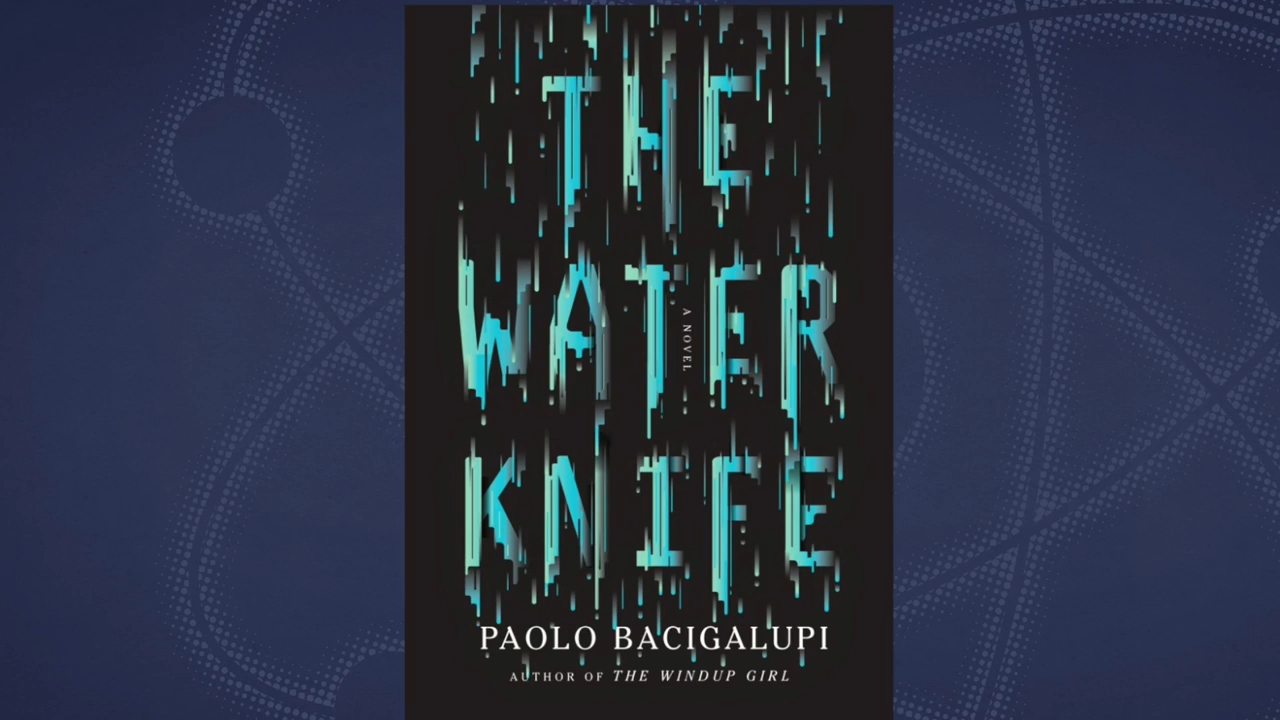 THE
WATER
A NOVEL
KNIFE
PAOLO BACIGALUPI
AUTHOR OF THE WINDUP GIRL